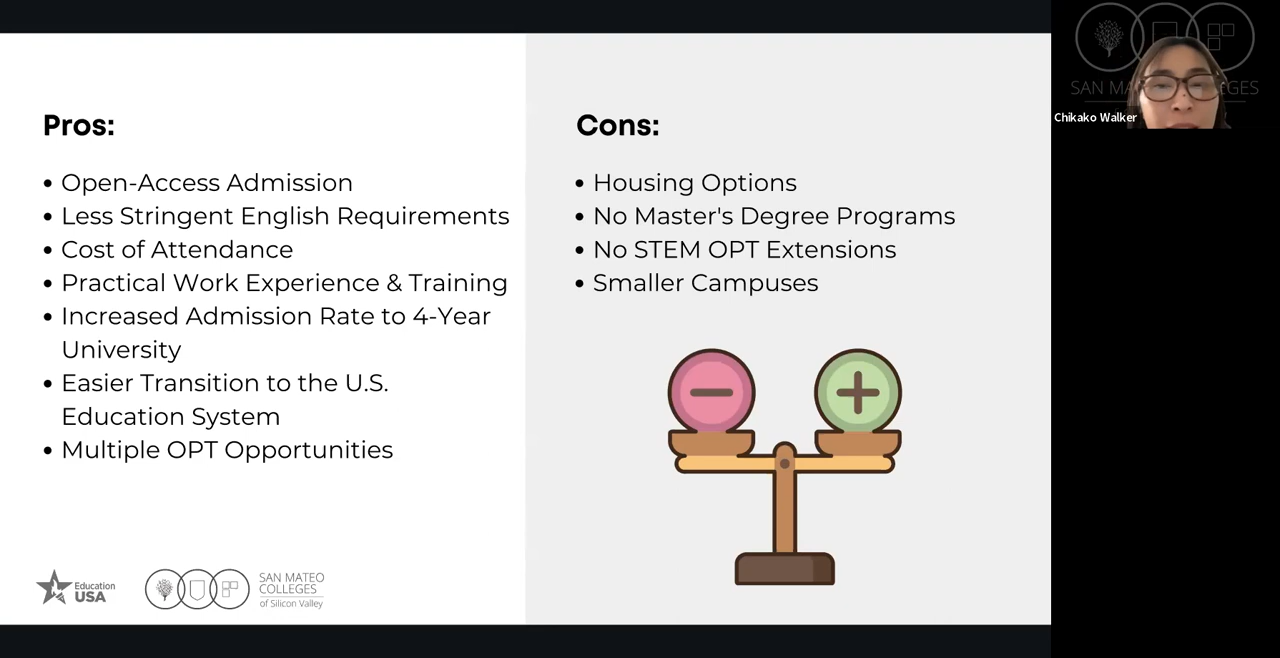 Pros:
• Open-Access Admission
• Less Stringent English Requirements
• Cost of Attendance
• Practical Work Experience & Training
• Increased Admission Rate to 4-Year
University
• Easier Transition to the U.S.
Education System
• Multiple OPT Opportunities
Cons:
• Housing Options
• No Master's Degree Programs
• No STEM OPT Extensions
• Smaller Campuses
Education
USA
SAN MATEO
COLLEGES
of Silicon Valley
Chikako Walker